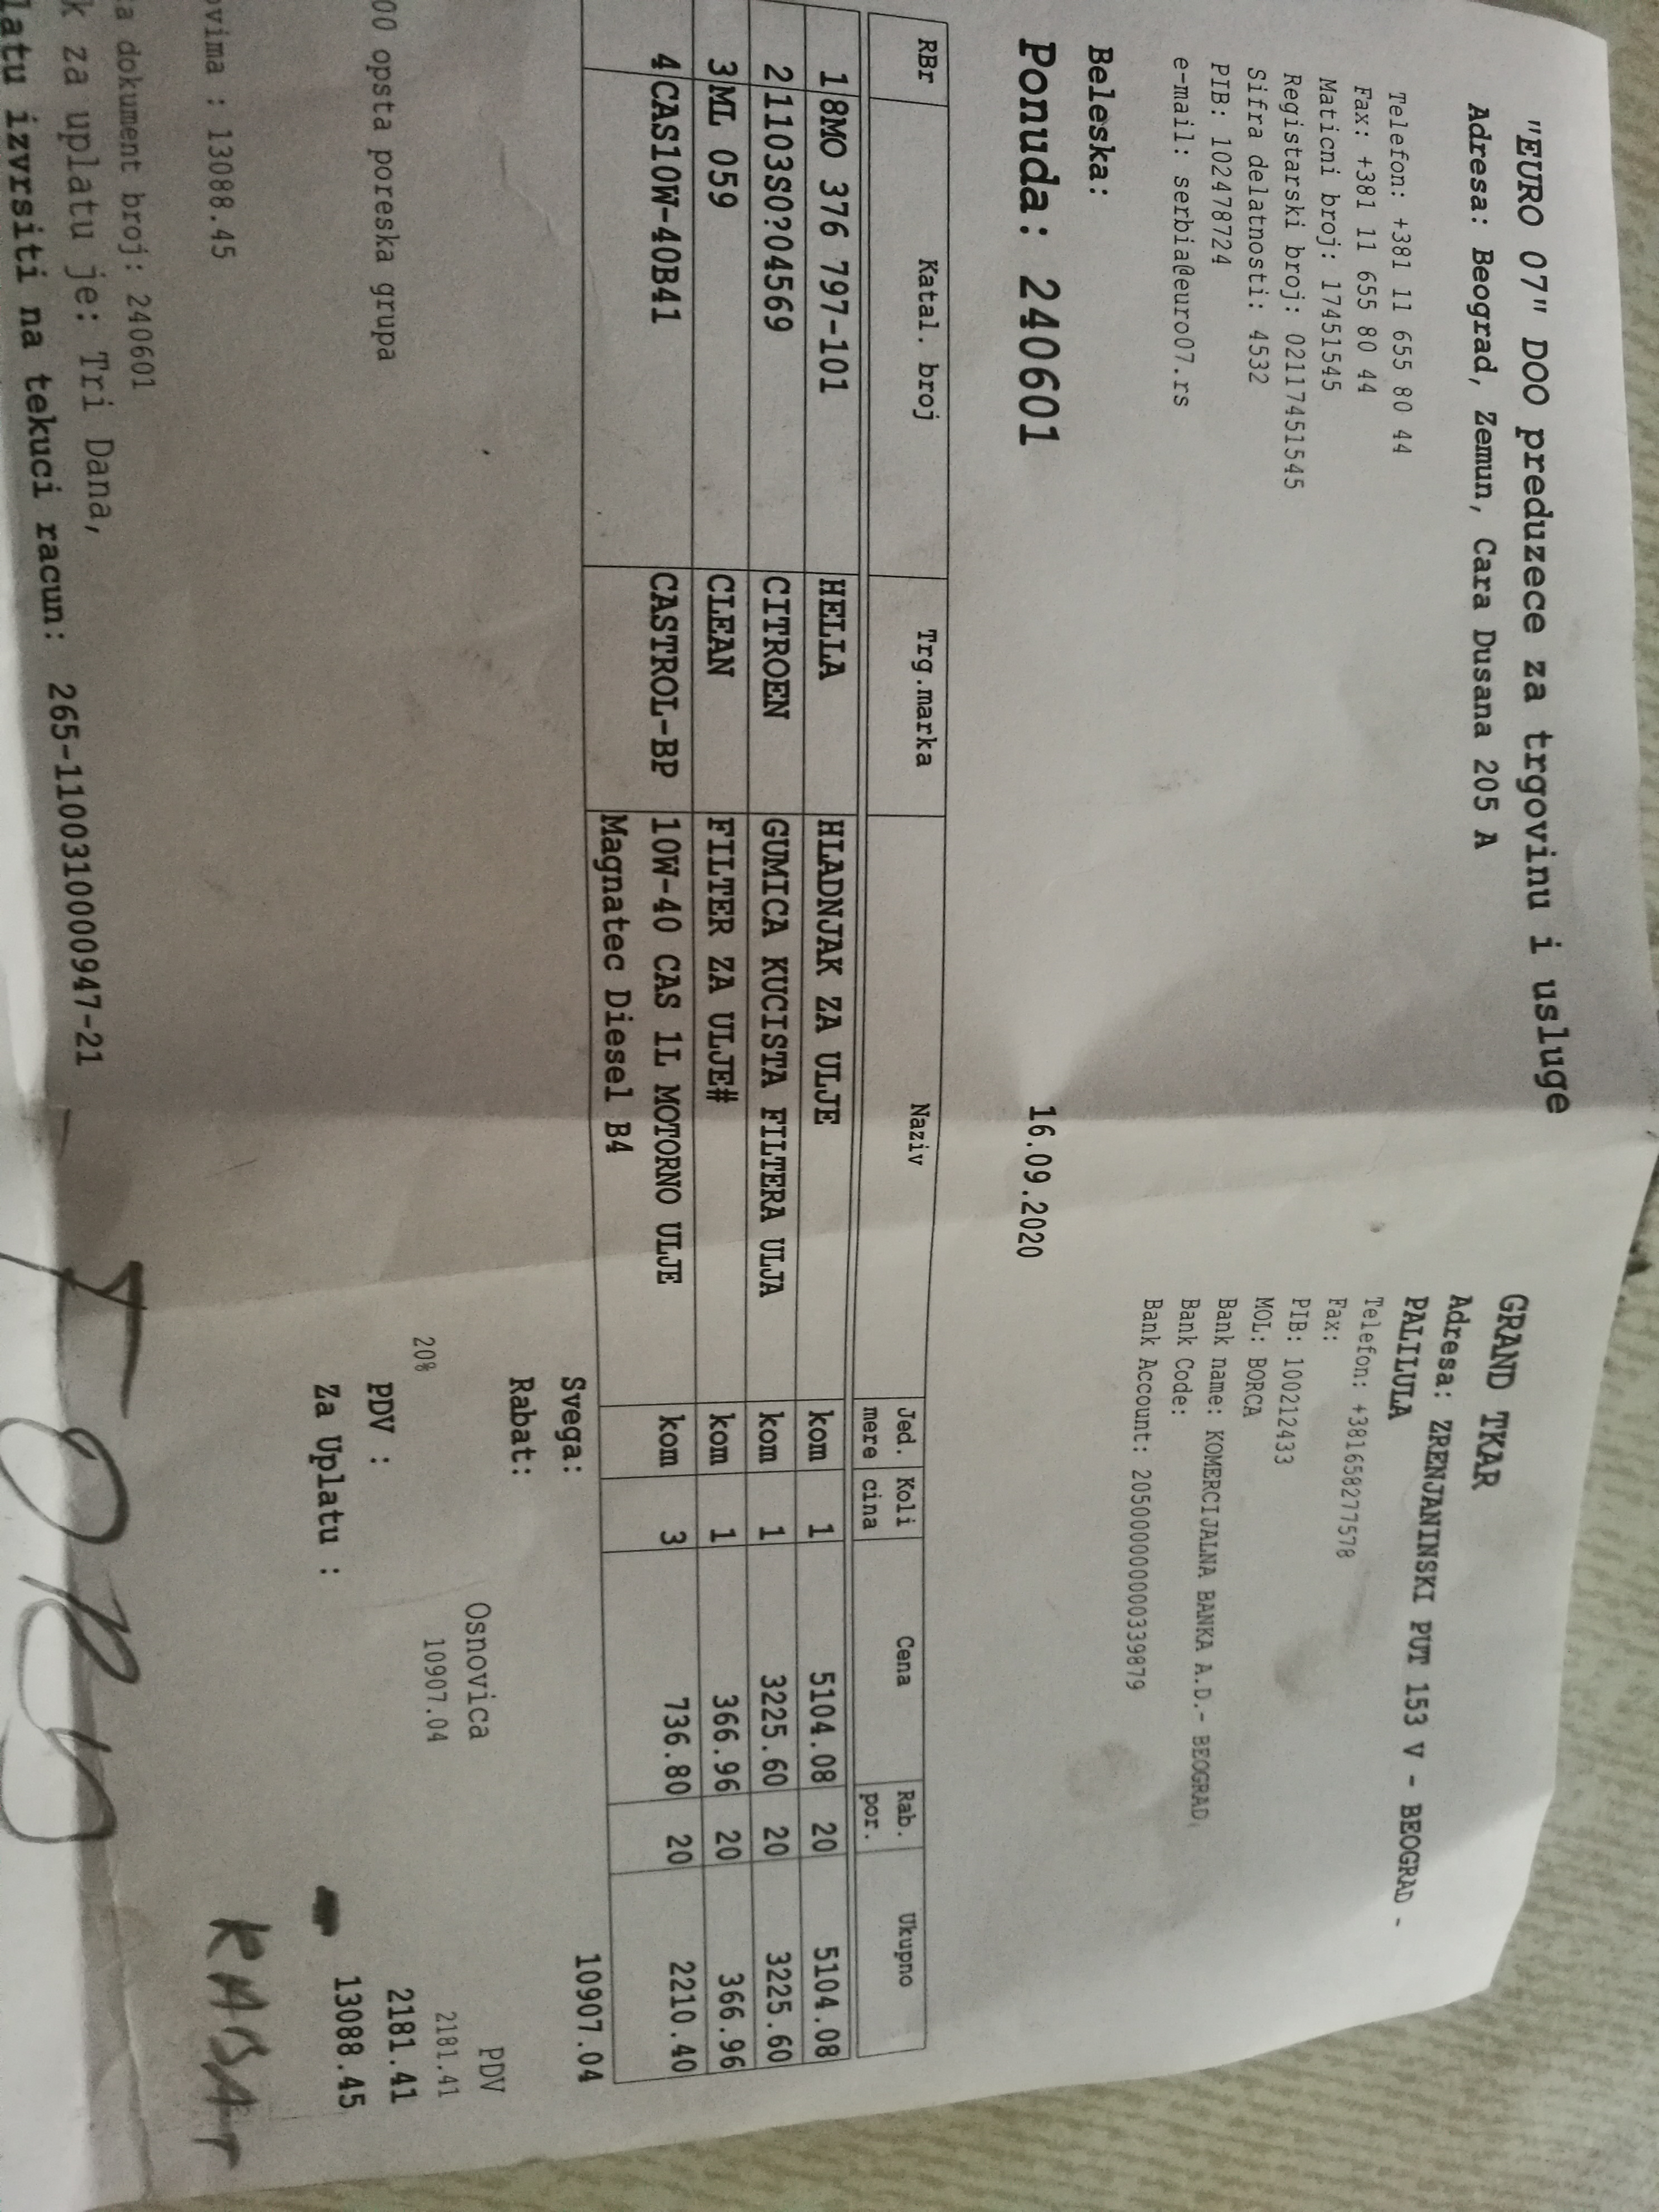 "EURO 07" DOO preduzece za trgovinu i usluge
Adresa: Beograd, Zemun, Cara Dusana 205 A
Telefon: +381 11 655 80 44
Fax: +381 11 655 80 44
Maticni broj: 17451545
Registarski broj: 02117451545
Sifra delatnosti: 4532
PIB: 102478724
e-mail: serbia@euro07.rs
GRAND TKAR
Adresa: ZRENJANINSKI PUT 153 V - BEOGRAD -
PALILULA
Telefon: +381658277578
Fax:
PIB: 100212433
MOL: BORCA
Bank name: KOMERCIJALNA BANKA A.D.- BEOGRAD,
Bank Code:
Bank Account: 205000000000339879
Beleska:
Ponuda: 240601 16.09.2020
RBr Katal. broj Trg.marka Naziv Jed. mere Koli cina Cena Rab. por. Ukupno
1 8MO 376 797-101 HELLA HLADNJAK ZA ULJE kom 1 5104.08 20 5104.08
2 1103S0?04569 CITROEN GUMICA KUCISTA FILTERA ULJA kom 1 3225.60 20 3225.60
3 ML 059 CLEAN FILTER ZA ULJE# kom 1 366.96 20 366.96
4 CAS10W-40B41 CASTROL-BP 10W-40 CAS 1L MOTORNO ULJE kom 3 736.80 20 2210.40
Magnatec Diesel B4
Svega: 10907.04
Rabat:
Osnovica PDV
00 opsta poreska grupa 20% 10907.04 2181.41
PDV : 2181.41
Za Uplatu : 13088.45
ovima : 13088.45
a dokument broj: 240601
k za uplatu je: Tri Dana,
latu izvrsiti na tekuci racun: 265-1100310000947-21